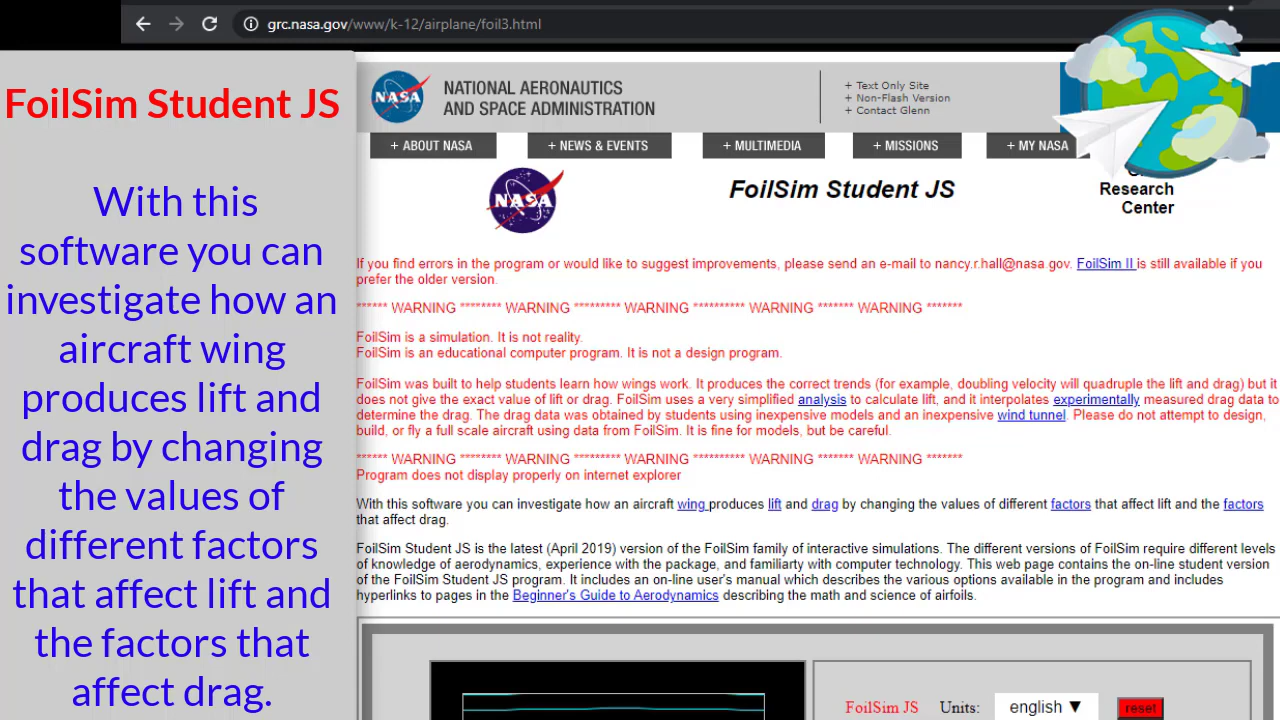 grc.nasa.gov/www/k-12/airplane/foil3.html
FoilSim Student JS
With this
software you can
investigate how an
aircraft wing
produces lift and
drag by changing
the values of
different factors
that affect lift and
the factors that
affect drag.
NASA
NATIONAL AERONAUTICS
AND SPACE ADMINISTRATION
+ Text Only Site
+ Non-Flash Version
+ Contact Glenn
+ ABOUT NASA + NEWS & EVENTS + MULTIMEDIA + MISSIONS + MY NASA
NASA
FoilSim Student JS
Research
Center
If you find errors in the program or would like to suggest improvements, please send an e-mail to nancy.r.hall@nasa.gov. FoilSim II is still available if you
prefer the older version.
****** WARNING ******** WARNING ********* WARNING ********** WARNING ******* WARNING *******
FoilSim is a simulation. It is not reality.
FoilSim is an educational computer program. It is not a design program.
FoilSim was built to help students learn how wings work. It produces the correct trends (for example, doubling velocity will quadruple the lift and drag) but it
does not give the exact value of lift or drag. FoilSim uses a very simplified analysis to calculate lift, and it interpolates experimentally measured drag data to
determine the drag. The drag data was obtained by students using inexpensive models and an inexpensive wind tunnel. Please do not attempt to design,
build, or fly a full scale aircraft using data from FoilSim. It is fine for models, but be careful.
****** WARNING ******** WARNING ********* WARNING ********** WARNING ******* WARNING *******
Program does not display properly on internet explorer
With this software you can investigate how an aircraft wing produces lift and drag by changing the values of different factors that affect lift and the factors
that affect drag.
FoilSim Student JS is the latest (April 2019) version of the FoilSim family of interactive simulations. The different versions of FoilSim require different levels
of knowledge of aerodynamics, experience with the package, and familiarty with computer technology. This web page contains the on-line student version
of the FoilSim Student JS program. It includes an on-line user's manual which describes the various options available in the program and includes
hyperlinks to pages in the Beginner's Guide to Aerodynamics describing the math and science of airfoils.
FoilSim JS Units: english ▼ reset